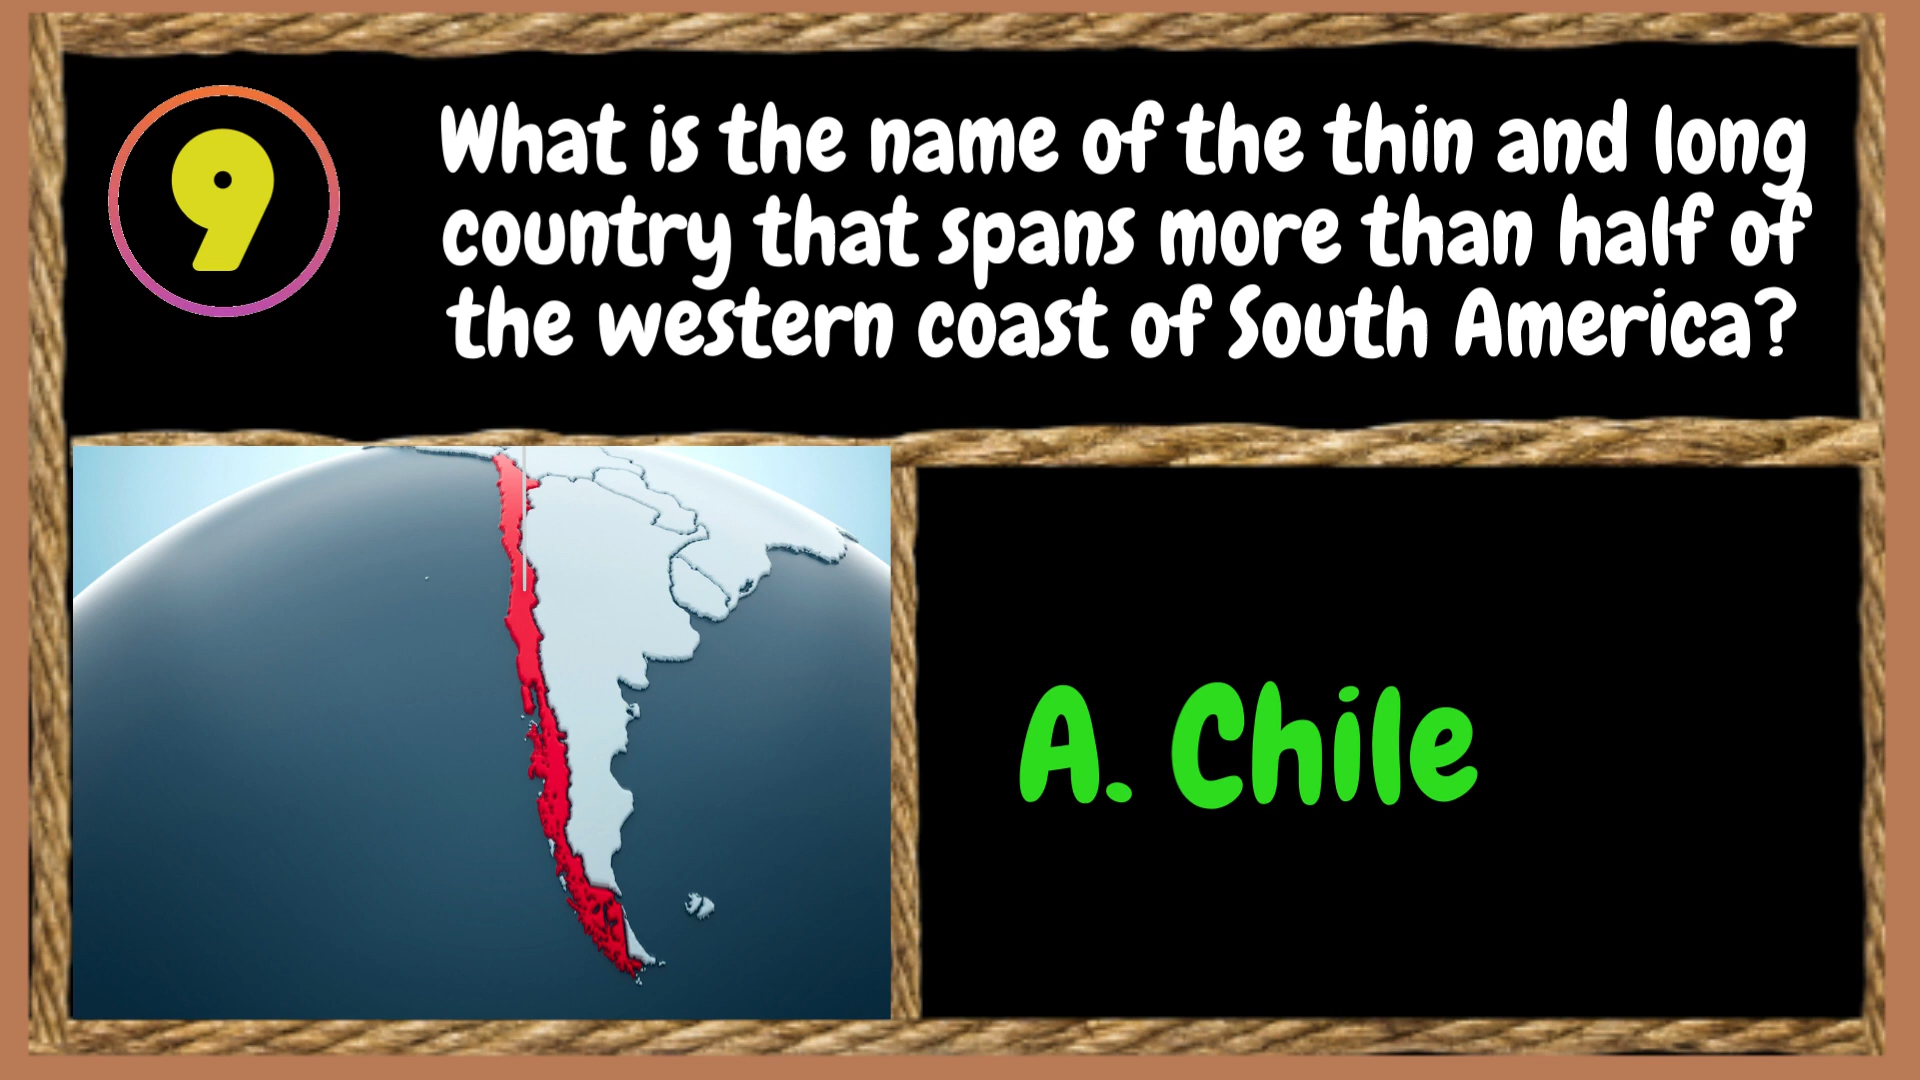 9
What is the name of the thin and long
country that spans more than half of
the western coast of South America?
A. Chile